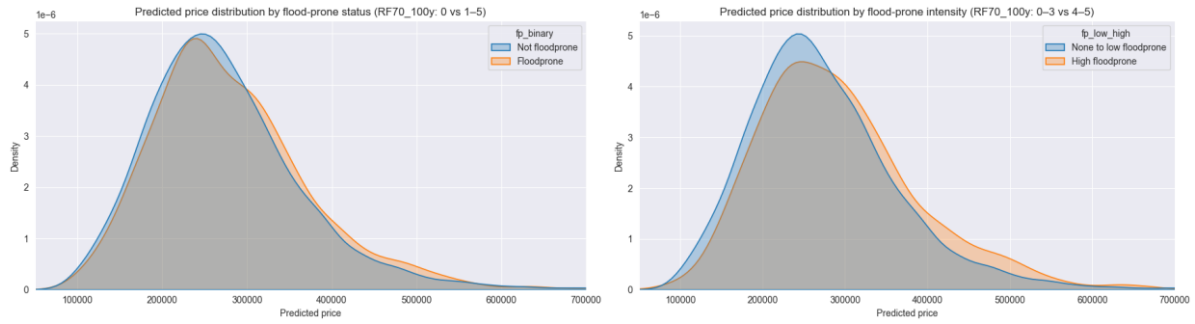 Predicted price distribution by flood-prone status (RF70_100y: 0 vs 1–5)
1e−6
fp_binary
Not floodprone
Floodprone
5
4
3
2
1
0
Density
100000 200000 300000 400000 500000 600000 700000
Predicted price
Predicted price distribution by flood-prone intensity (RF70_100y: 0–3 vs 4–5)
1e−6
fp_low_high
None to low floodprone
High floodprone
5
4
3
2
1
0
Density
100000 200000 300000 400000 500000 600000 700000
Predicted price